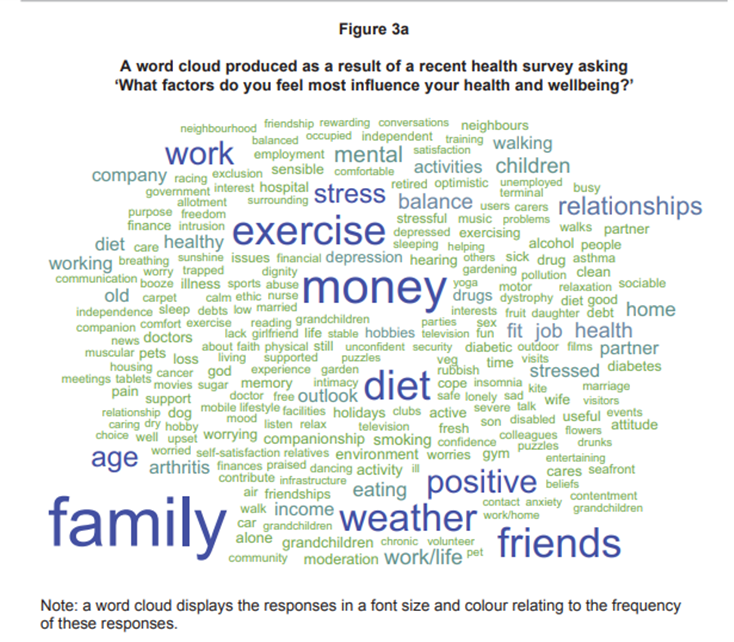 Figure 3a
A word cloud produced as a result of a recent health survey asking
‘What factors do you feel most influence your health and wellbeing?’
neighbourhood friendship rewarding conversations neighbours
balanced occupied independent training walking
work employment mental satisfaction
company racing exclusion sensible comfortable activities children
government interest hospital stress retired optimistic unemployed terminal busy
allotment surrounding balance users carers relationships
purpose freedom stressful music problems walks partner
finance intrusion exercise depressed exercising
diet care healthy sleeping helping alcohol people
working breathing sunshine issues financial depression hearing others sick drug asthma
worry trapped dignity gardening pollution clean
communication booze illness sports abuse money yoga motor relaxation sociable
old carpet calm ethic nurse drugs dystrophy diet good
independence sleep debts low married interests fruit daughter debt home
companion comfort exercise reading grandchildren parties sex
news doctors lack girlfriend life stable hobbies television fun fit job health
muscular pets about faith physical still unconfident security diabetic outdoor films partner
loss living supported puzzles veg time visits
housing cancer god experience garden rubbish stressed diabetes
meetings tablets movies sugar memory intimacy diet cope insomnia kite marriage
pain support doctor free outlook safe lonely sad wife visitors
relationship dog mobile lifestyle facilities holidays clubs active severe talk useful events
caring dry hobby mood listen relax television fresh son disabled attitude
choice well upset worrying companionship smoking confidence colleagues flowers
age worried self-satisfaction relatives environment worries gym puzzles drunks
arthritis finances praised dancing activity ill entertaining
contribute infrastructure positive cares seafront
air friendships eating beliefs
family walk income weather contact anxiety contentment
car grandchildren work/home grandchildren
alone grandchildren chronic volunteer friends
community moderation work/life pet
Note: a word cloud displays the responses in a font size and colour relating to the frequency
of these responses.